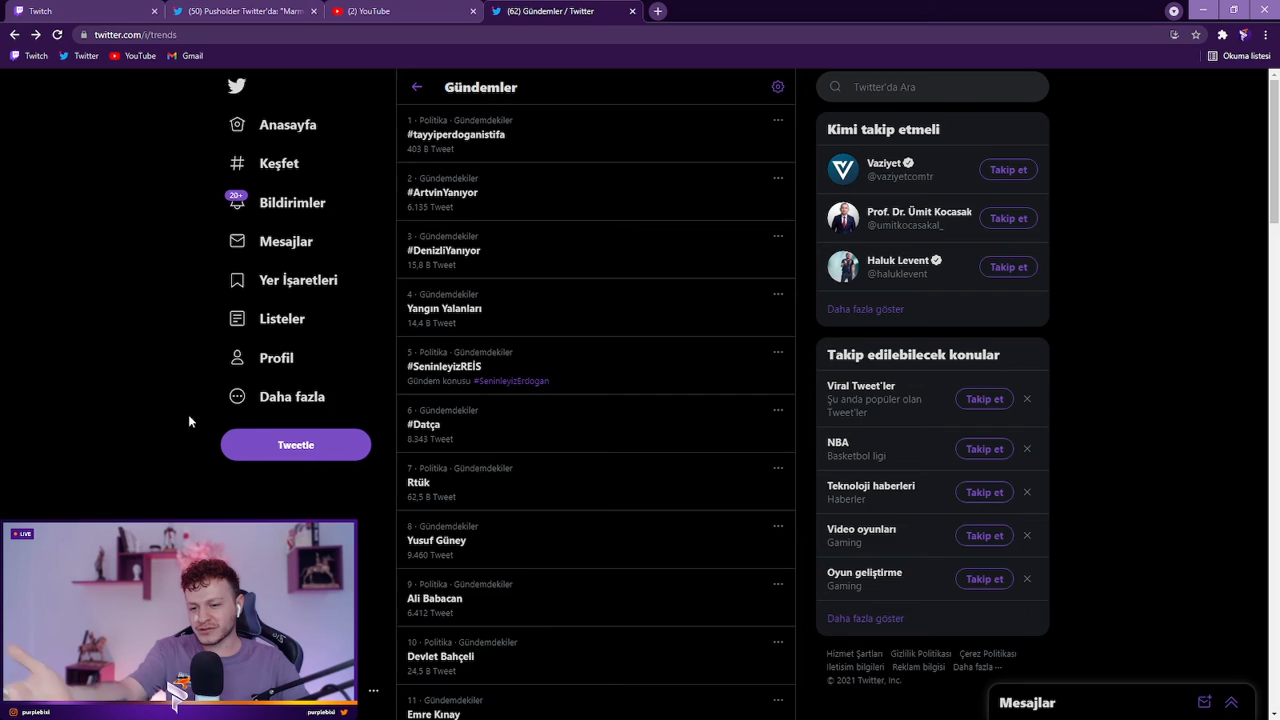 Twitch
(50) Pusholder Twitter'da: "Marm
(2) YouTube
(62) Gündemler / Twitter
twitter.com/i/trends
Twitch
Twitter
YouTube
Gmail
Okuma listesi
Anasayfa
Keşfet
20+
Bildirimler
Mesajlar
Yer İşaretleri
Listeler
Profil
Daha fazla
Tweetle
Gündemler
1 · Politika · Gündemdekiler
#tayyiperdoganistifa
403 B Tweet
2 · Gündemdekiler
#ArtvinYanıyor
6.135 Tweet
3 · Gündemdekiler
#DenizliYanıyor
15,8 B Tweet
4 · Gündemdekiler
Yangın Yalanları
14,4 B Tweet
5 · Politika · Gündemdekiler
#SeninleyizREİS
Gündem konusu #SeninleyizErdogan
6 · Gündemdekiler
#Datça
8.343 Tweet
7 · Politika · Gündemdekiler
Rtük
62,5 B Tweet
8 · Gündemdekiler
Yusuf Güney
9.460 Tweet
9 · Politika · Gündemdekiler
Ali Babacan
6.412 Tweet
10 · Politika · Gündemdekiler
Devlet Bahçeli
24,5 B Tweet
11 · Gündemdekiler
Emre Kınay
Twitter'da Ara
Kimi takip etmeli
Vaziyet
@vaziyetcomtr
Takip et
Prof. Dr. Ümit Kocasak
@umitkocasakal_
Takip et
Haluk Levent
@haluklevent
Takip et
Daha fazla göster
Takip edilebilecek konular
Viral Tweet'ler
Şu anda popüler olan
Tweet'ler
Takip et
NBA
Basketbol ligi
Takip et
Teknoloji haberleri
Haberler
Takip et
Video oyunları
Gaming
Takip et
Oyun geliştirme
Gaming
Takip et
Daha fazla göster
Hizmet Şartları Gizlilik Politikası Çerez Politikası
İletişim bilgileri Reklam bilgisi Daha fazla
© 2021 Twitter, Inc.
Mesajlar
LIVE
purplebixi
purplebixi